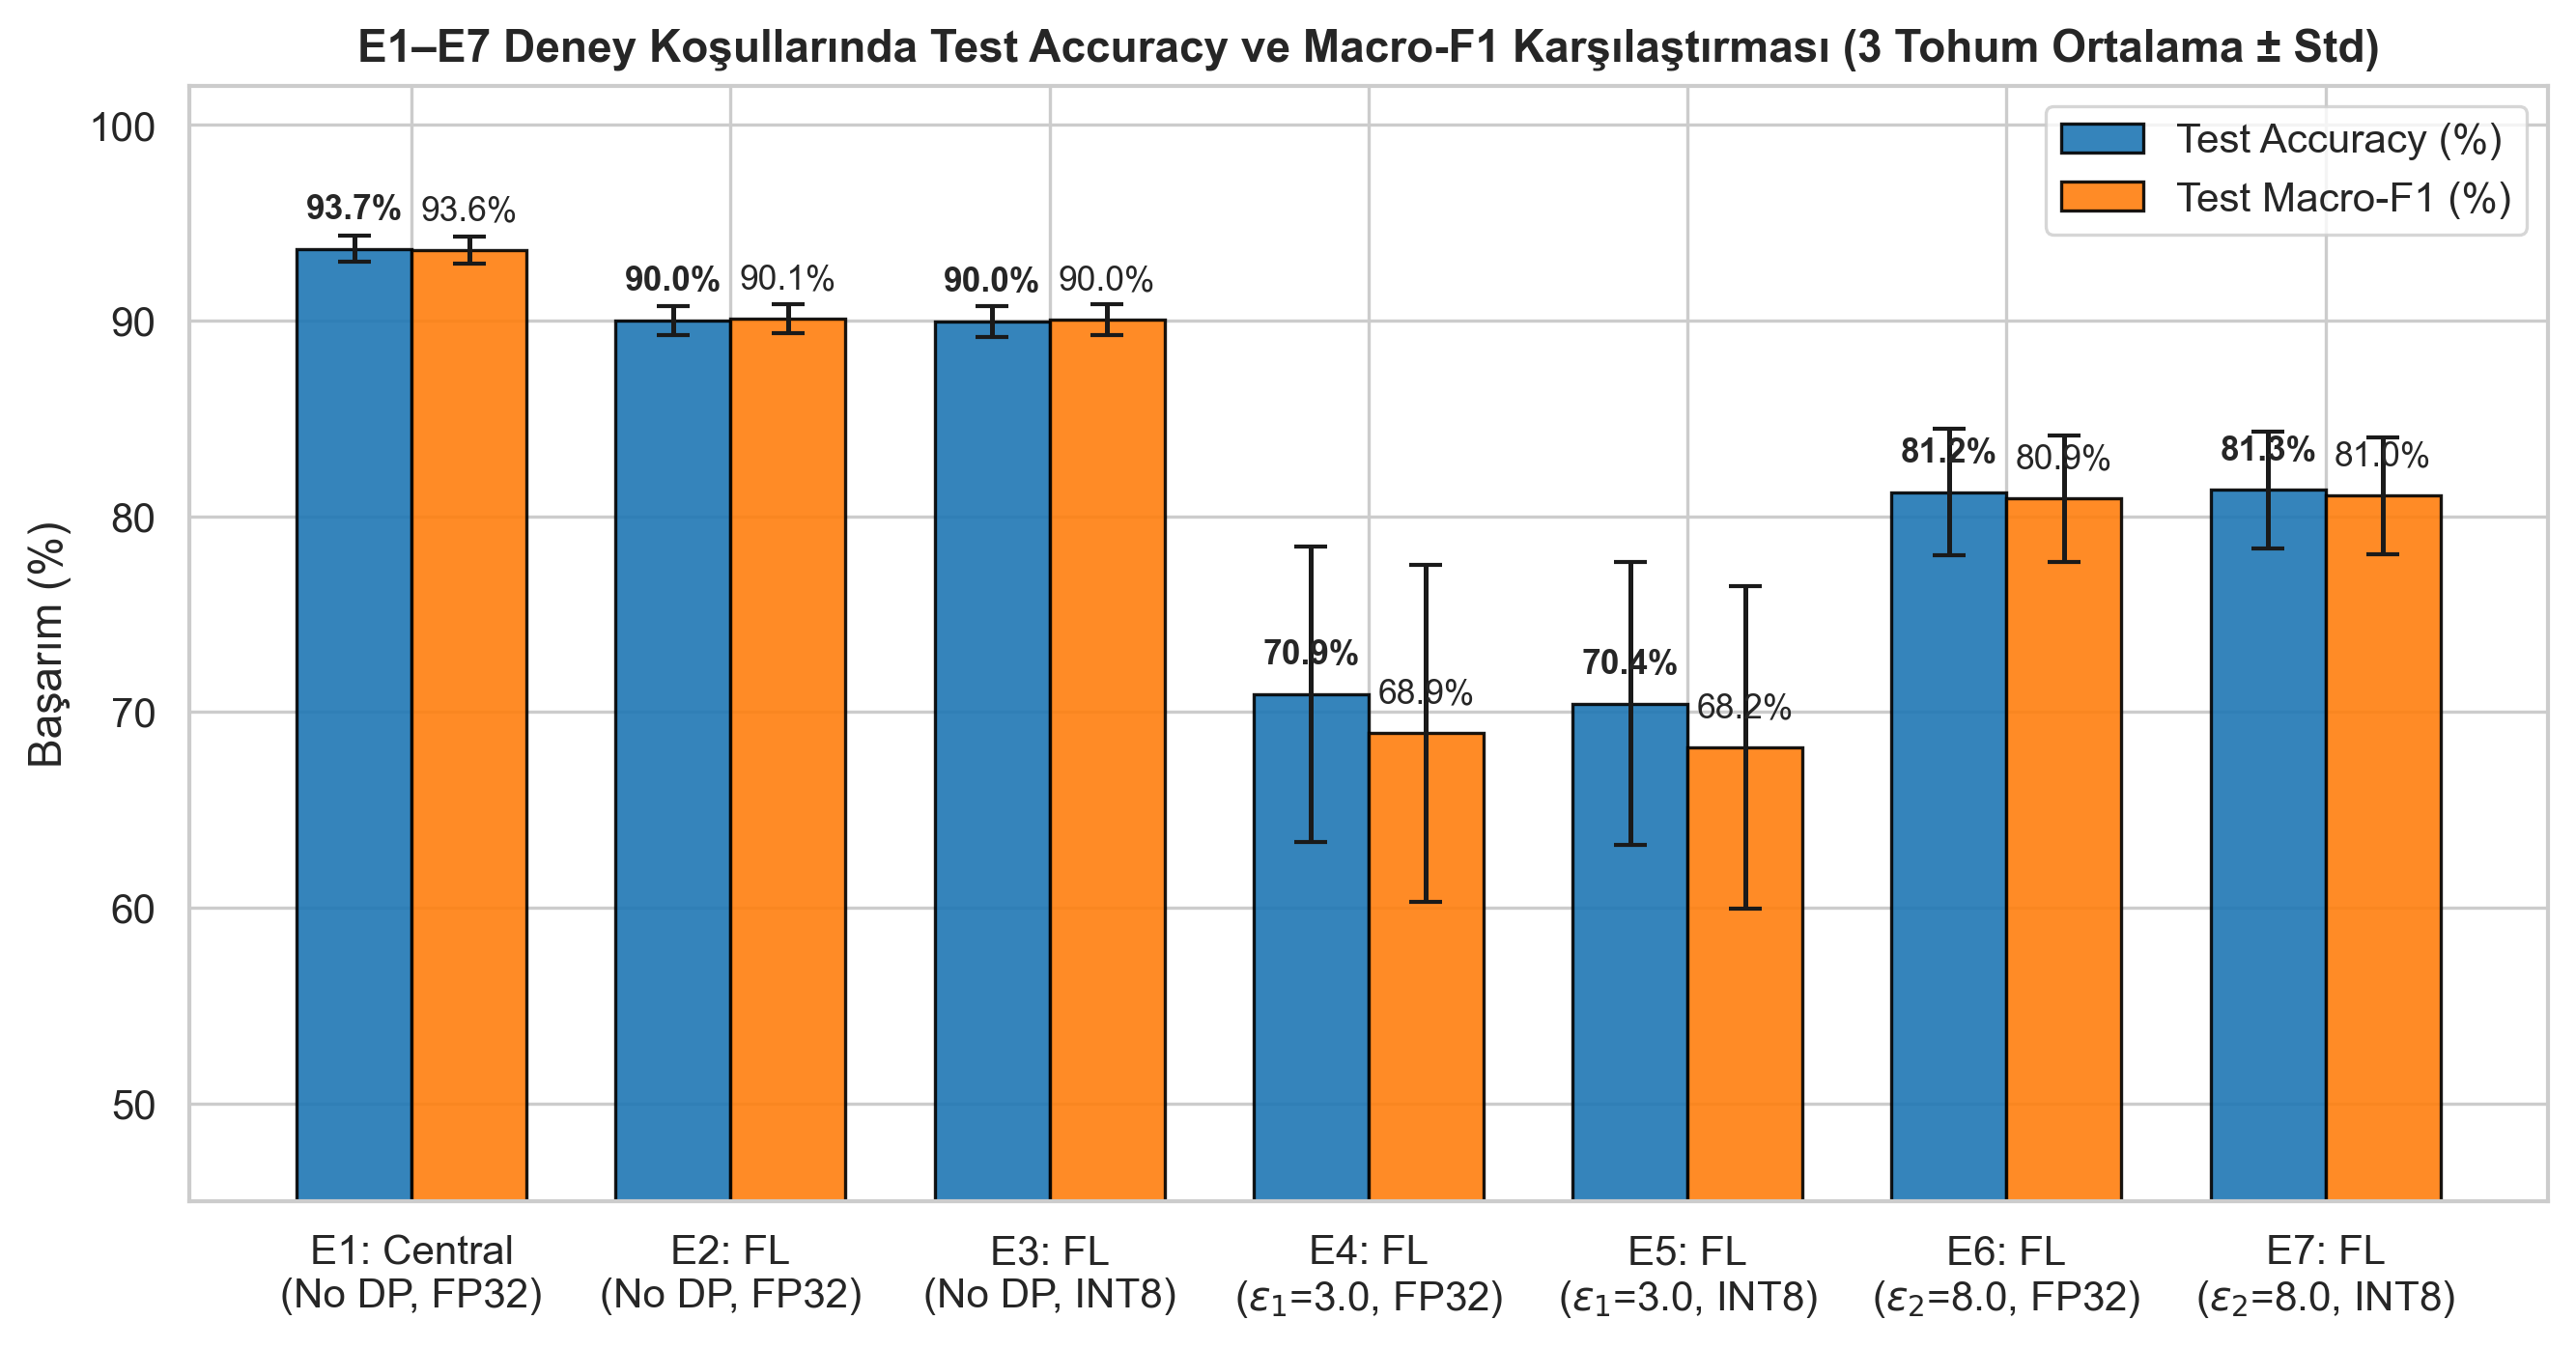 E1–E7 Deney Koşullarında Test Accuracy ve Macro-F1 Karşılaştırması (3 Tohum Ortalama ± Std)
Test Accuracy (%)
Test Macro-F1 (%)
Başarım (%)
100
90
80
70
60
50
93.7% 93.6%
90.0% 90.1%
90.0% 90.0%
70.9% 68.9%
70.4% 68.2%
81.2% 80.9%
81.3% 81.0%
E1: Central
(No DP, FP32)
E2: FL
(No DP, FP32)
E3: FL
(No DP, INT8)
E4: FL
(ε₁=3.0, FP32)
E5: FL
(ε₁=3.0, INT8)
E6: FL
(ε₂=8.0, FP32)
E7: FL
(ε₂=8.0, INT8)